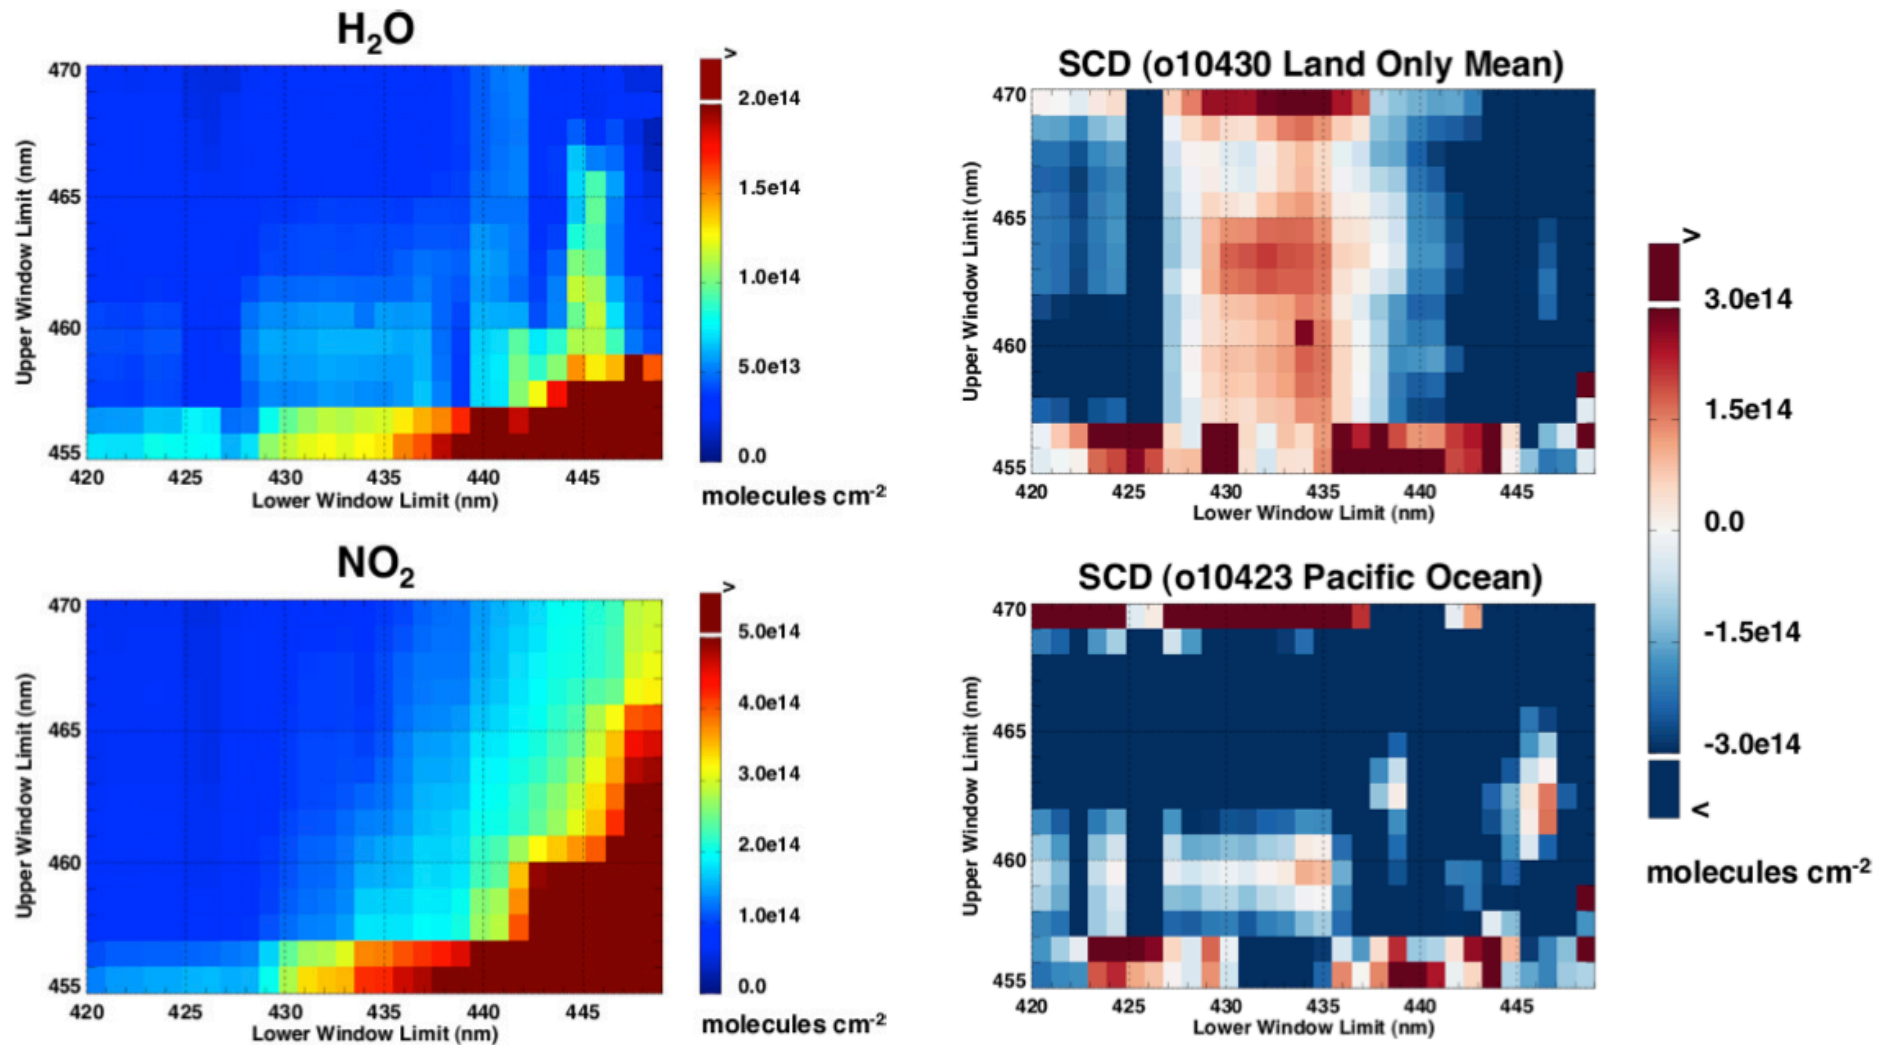 H₂O
470
465
460
455
420 425 430 435 440 445
Upper Window Limit (nm)
Lower Window Limit (nm)
>
2.0e14
1.5e14
1.0e14
5.0e13
0.0
molecules cm⁻²
NO₂
470
465
460
455
420 425 430 435 440 445
Upper Window Limit (nm)
Lower Window Limit (nm)
>
5.0e14
4.0e14
3.0e14
2.0e14
1.0e14
0.0
molecules cm⁻²
SCD (o10430 Land Only Mean)
470
465
460
455
420 425 430 435 440 445
Upper Window Limit (nm)
Lower Window Limit (nm)
SCD (o10423 Pacific Ocean)
470
465
460
455
420 425 430 435 440 445
Upper Window Limit (nm)
Lower Window Limit (nm)
>
3.0e14
1.5e14
0.0
-1.5e14
-3.0e14
<
molecules cm⁻²